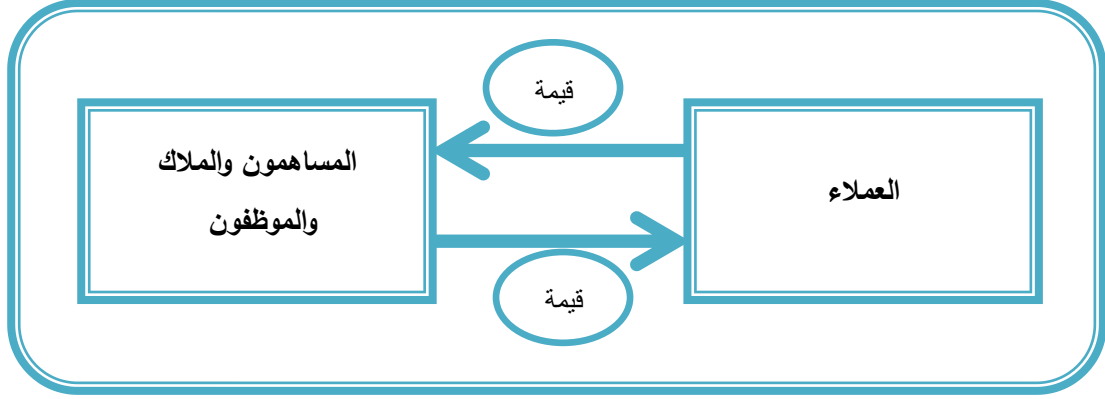 قيمة
العملاء
المساهمون والملاك
والموظفون
قيمة